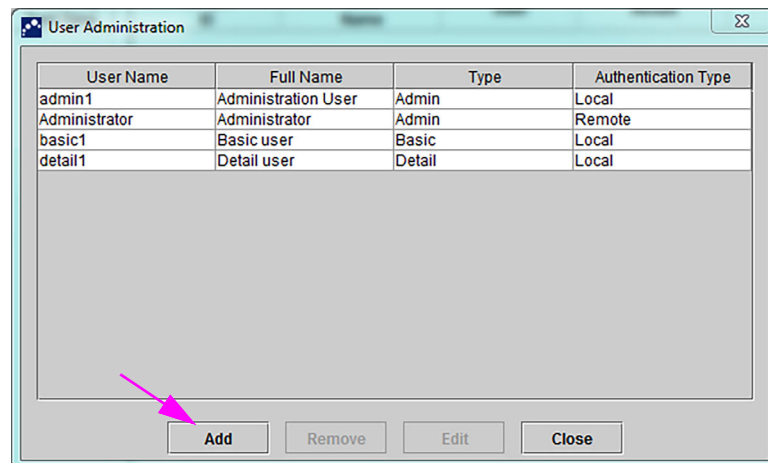 User Administration
User Name Full Name Type Authentication Type
admin1 Administration User Admin Local
Administrator Administrator Admin Remote
basic1 Basic user Basic Local
detail1 Detail user Detail Local
Add Remove Edit Close